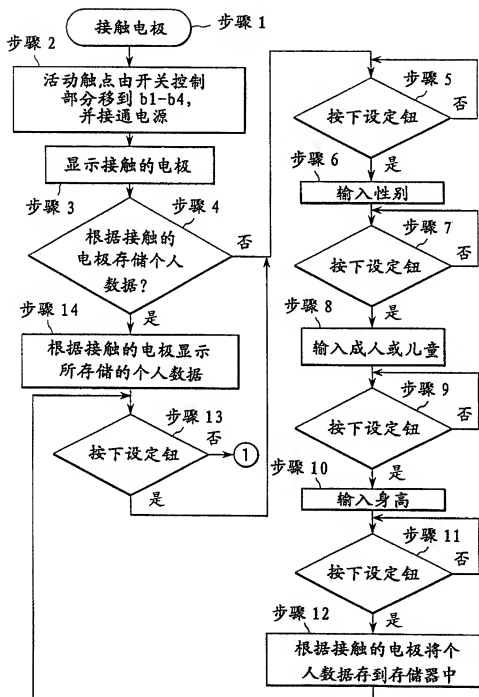 接触电极
步骤 1
步骤 2
活动触点由开关控制
部分移到 b1-b4,
并接通电源
显示接触的电极
步骤 3
步骤 4
根据接触的
电极存储个人
数据?
否
是
步骤 14
根据接触的电极显示
所存储的个人数据
步骤 13
按下设定钮
否
1
是
步骤 5
按下设定钮
否
是
步骤 6
输入性别
步骤 7
按下设定钮
否
是
步骤 8
输入成人或儿童
步骤 9
按下设定钮
否
是
步骤 10
输入身高
步骤 11
按下设定钮
否
是
步骤 12
根据接触的电极将个
人数据存到存储器中